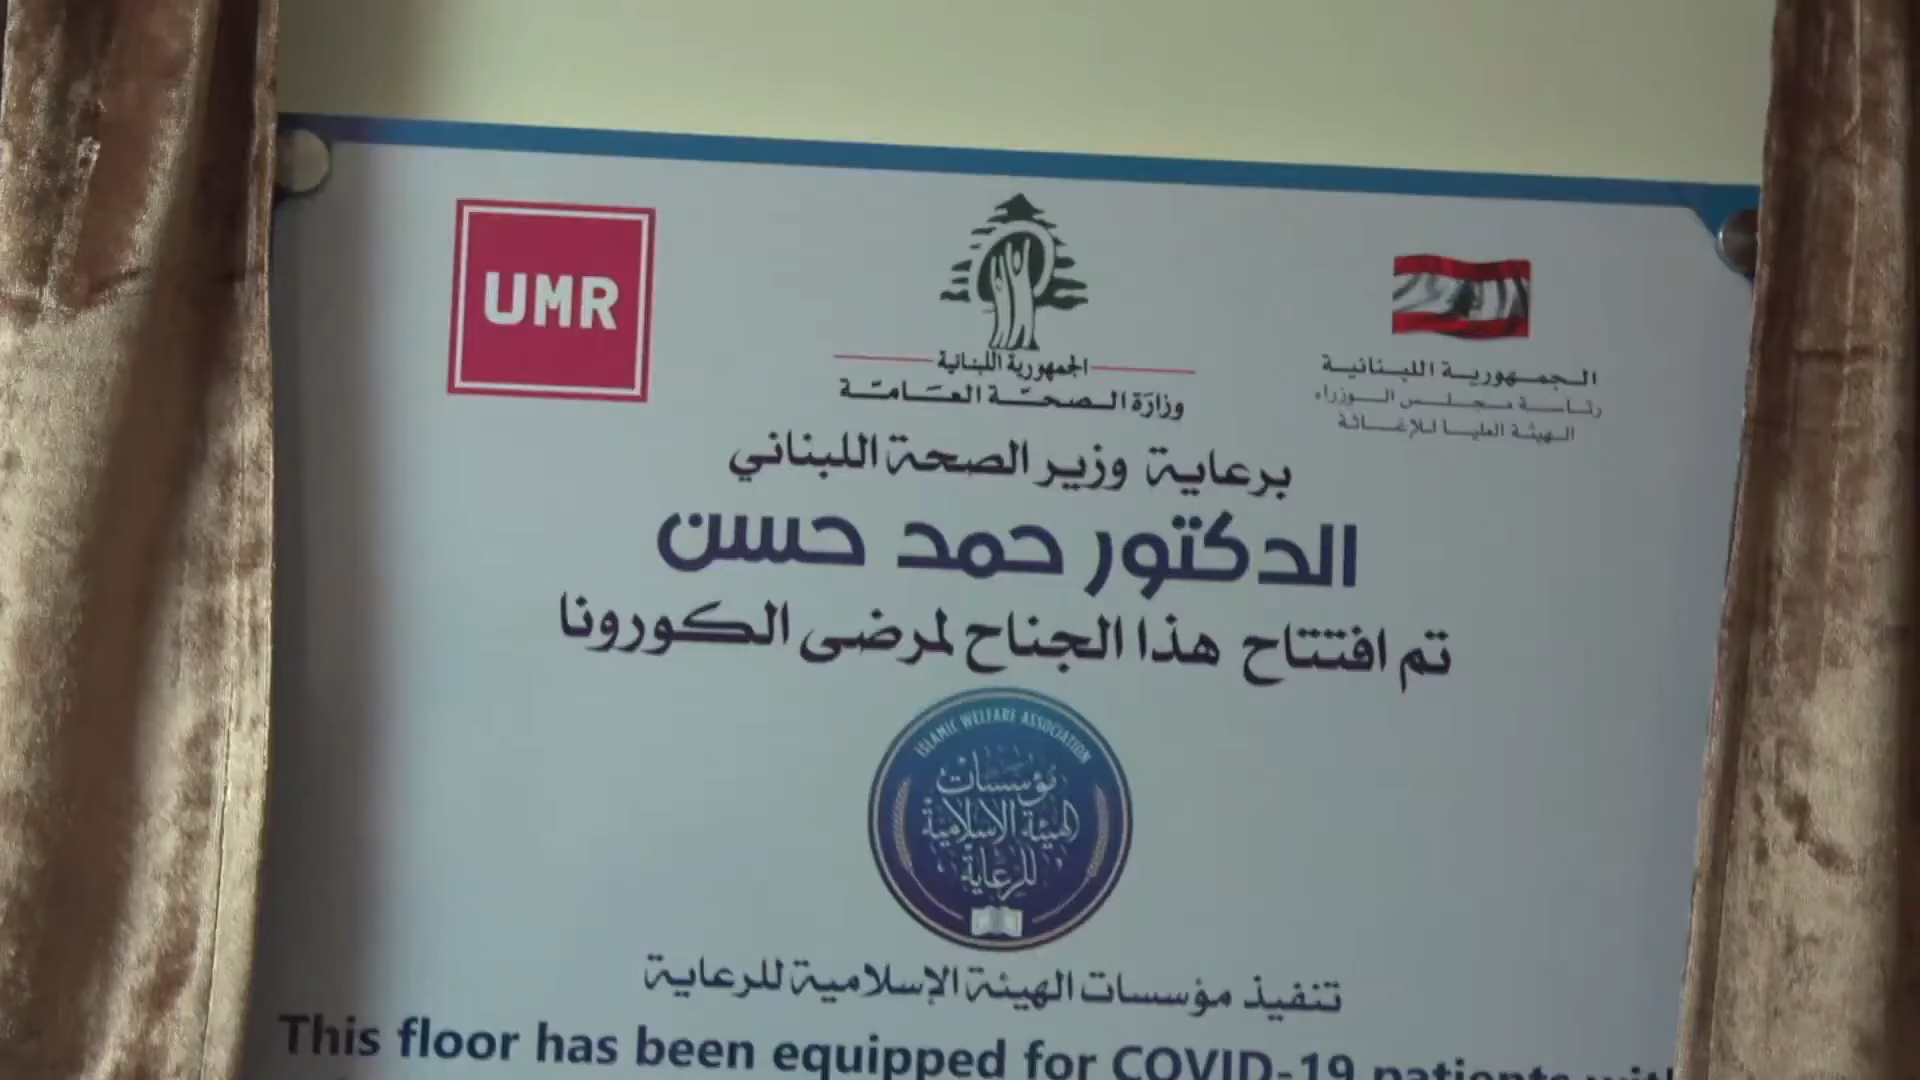 UMR
الجمهورية اللبنانية
وزارة الصحة العامة
الجمهورية اللبنانية
رئاسة مجلس الوزراء
الهيئة العليا للإغاثة
برعاية وزير الصحة اللبناني
الدكتور حمد حسن
تم افتتاح هذا الجناح لمرضى الكورونا
ISLAMIC WELFARE ASSOCIATION
مؤسسات
الهيئة الإسلامية
للرعاية
تنفيذ مؤسسات الهيئة الإسلامية للرعاية
This floor has been equipped for COVID-19 patients with